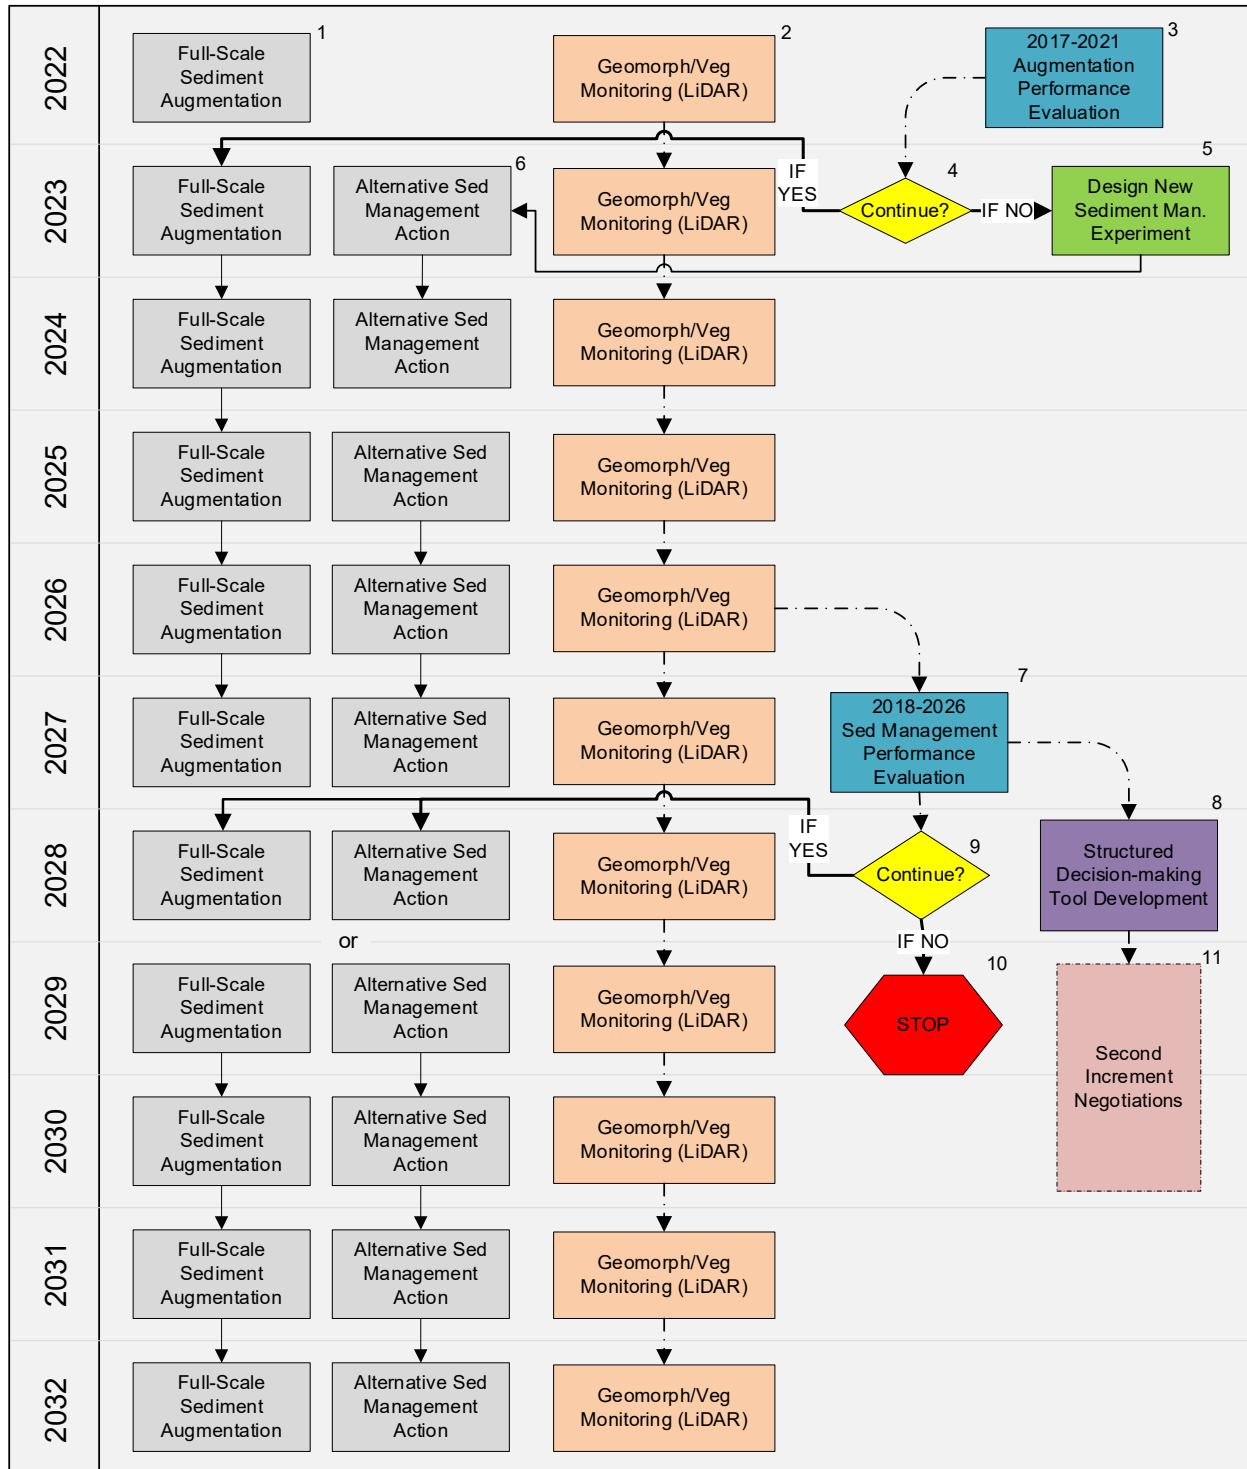 2022
Full-Scale
Sediment
Augmentation
1
Geomorph/Veg
Monitoring (LiDAR)
2
2017-2021
Augmentation
Performance
Evaluation
3
2023
Full-Scale
Sediment
Augmentation
Alternative Sed
Management
Action
6
Geomorph/Veg
Monitoring (LiDAR)
IF
YES
Continue?
4
IF NO
Design New
Sediment Man.
Experiment
5
2024
Full-Scale
Sediment
Augmentation
Alternative Sed
Management
Action
Geomorph/Veg
Monitoring (LiDAR)
2025
Full-Scale
Sediment
Augmentation
Alternative Sed
Management
Action
Geomorph/Veg
Monitoring (LiDAR)
2026
Full-Scale
Sediment
Augmentation
Alternative Sed
Management
Action
Geomorph/Veg
Monitoring (LiDAR)
2027
Full-Scale
Sediment
Augmentation
Alternative Sed
Management
Action
Geomorph/Veg
Monitoring (LiDAR)
2018-2026
Sed Management
Performance
Evaluation
7
2028
Full-Scale
Sediment
Augmentation
Alternative Sed
Management
Action
Geomorph/Veg
Monitoring (LiDAR)
IF
YES
Continue?
9
Structured
Decision-making
Tool Development
8
or
IF NO
2029
Full-Scale
Sediment
Augmentation
Alternative Sed
Management
Action
Geomorph/Veg
Monitoring (LiDAR)
STOP
10
Second
Increment
Negotiations
11
2030
Full-Scale
Sediment
Augmentation
Alternative Sed
Management
Action
Geomorph/Veg
Monitoring (LiDAR)
2031
Full-Scale
Sediment
Augmentation
Alternative Sed
Management
Action
Geomorph/Veg
Monitoring (LiDAR)
2032
Full-Scale
Sediment
Augmentation
Alternative Sed
Management
Action
Geomorph/Veg
Monitoring (LiDAR)